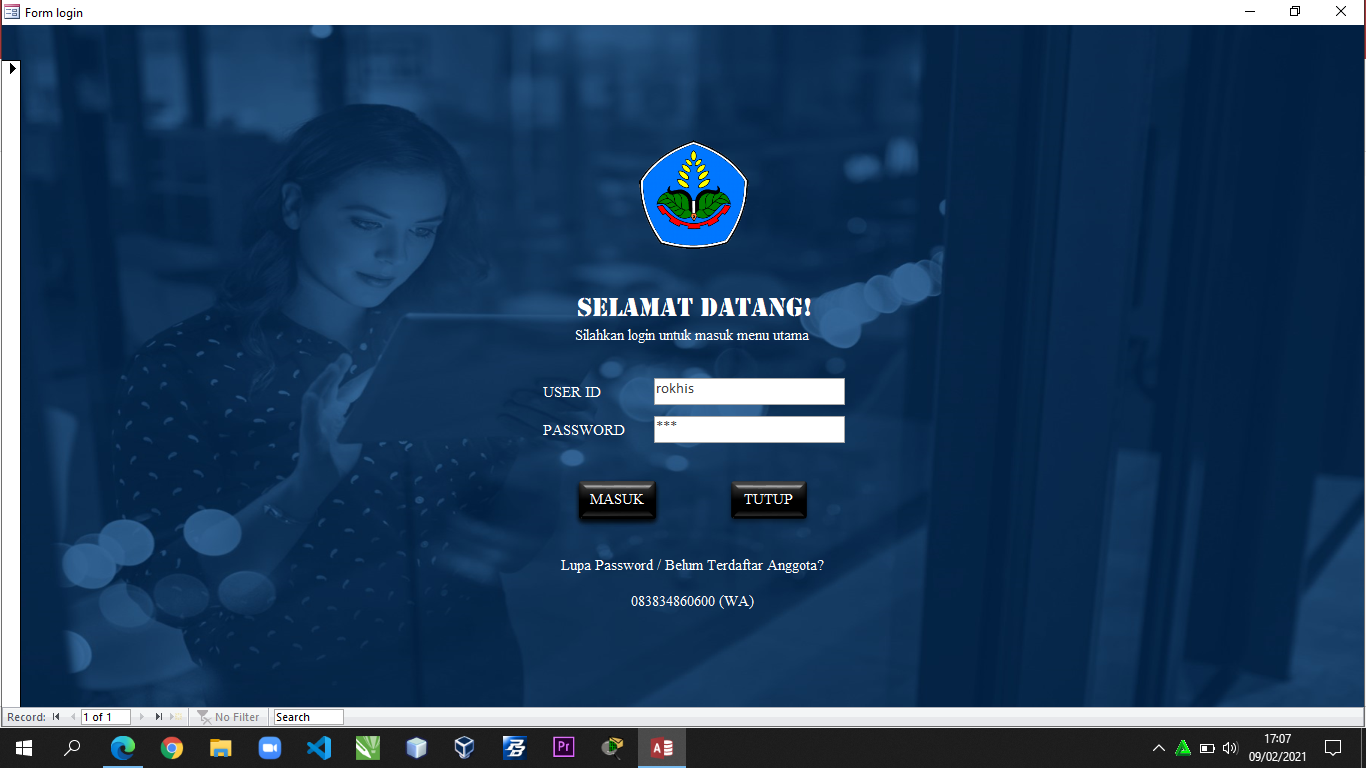 Form login
SELAMAT DATANG!
Silahkan login untuk masuk menu utama
USER ID
rokhis
PASSWORD
***
MASUK
TUTUP
Lupa Password / Belum Terdaftar Anggota?
083834860600 (WA)
Record: 1 of 1 No Filter Search
Pr
17:07
09/02/2021